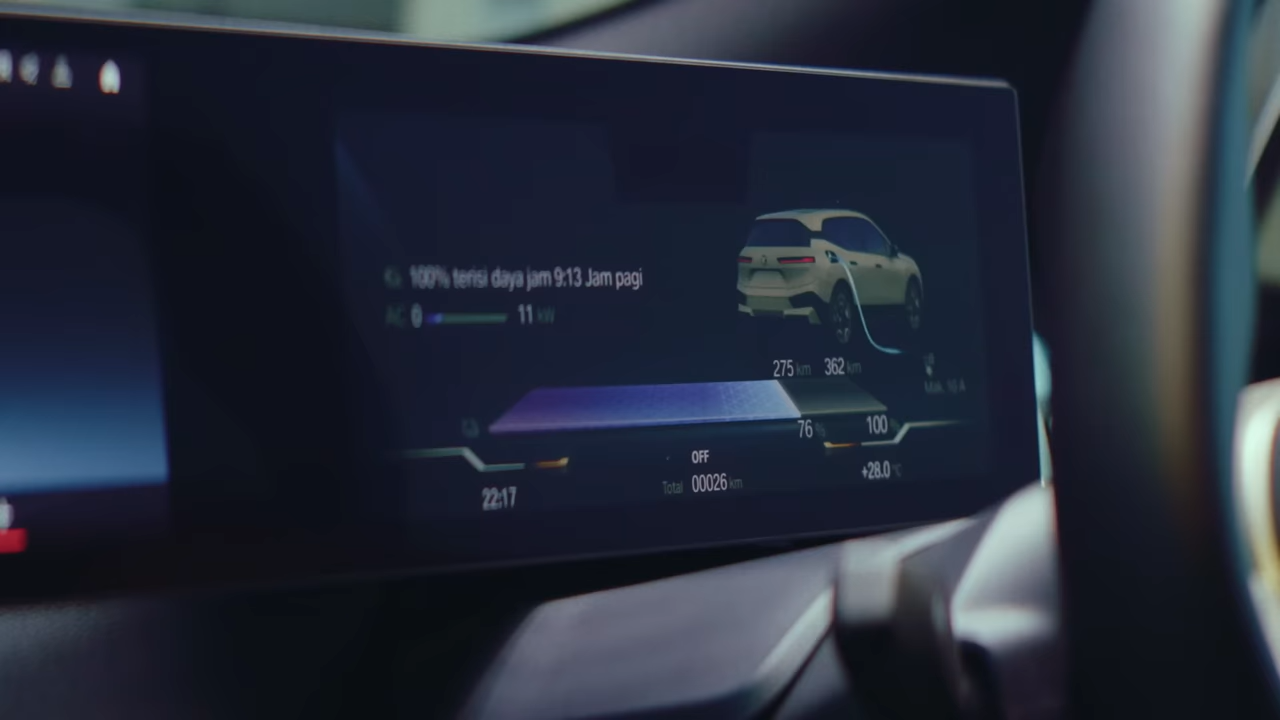 100% terisi daya jam 9:13 Jam pagi
AC 0 11 kW
275 km 362 km
76 % 100 %
OFF
+28.0 °C
Total 00026 km
22:17